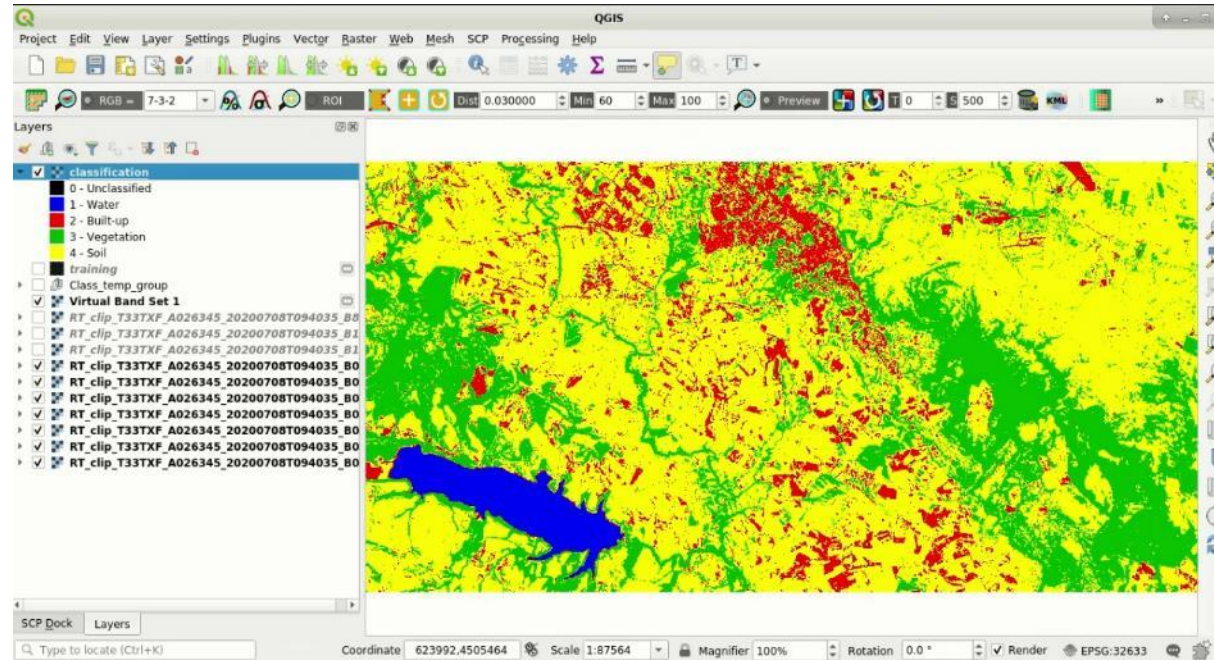 QGIS
Project Edit View Layer Settings Plugins Vector Raster Web Mesh SCP Processing Help
RGB = 7-3-2 ROI Dist 0.030000 Min 60 Max 100 Preview T 0 S 500 KML »
Layers
classification
0 - Unclassified
1 - Water
2 - Built-up
3 - Vegetation
4 - Soil
training
Class_temp_group
Virtual Band Set 1
RT_clip_T33TXF_A026345_20200708T094035_B8
RT_clip_T33TXF_A026345_20200708T094035_B1
RT_clip_T33TXF_A026345_20200708T094035_B1
RT_clip_T33TXF_A026345_20200708T094035_B0
RT_clip_T33TXF_A026345_20200708T094035_B0
RT_clip_T33TXF_A026345_20200708T094035_B0
RT_clip_T33TXF_A026345_20200708T094035_B0
RT_clip_T33TXF_A026345_20200708T094035_B0
RT_clip_T33TXF_A026345_20200708T094035_B0
SCP Dock Layers
Type to locate (Ctrl+K) Coordinate 623992,4505464 Scale 1:87564 Magnifier 100% Rotation 0.0 ° Render EPSG:32633